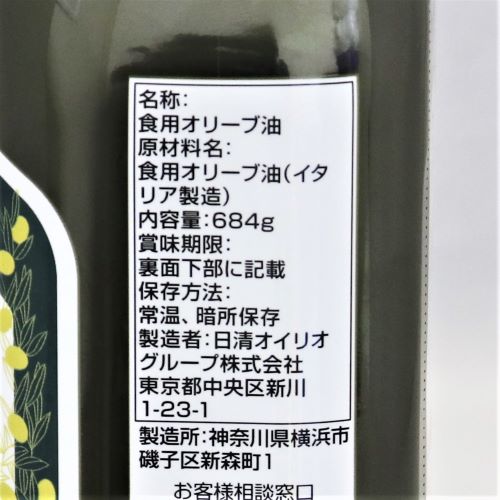 名称:
食用オリーブ油
原材料名:
食用オリーブ油(イタ
リア製造)
内容量:684g
賞味期限:
裏面下部に記載
保存方法:
常温、暗所保存
製造者:日清オイリオ
グループ株式会社
東京都中央区新川
1-23-1
製造所:神奈川県横浜市
磯子区新森町1
お客様相談窓口